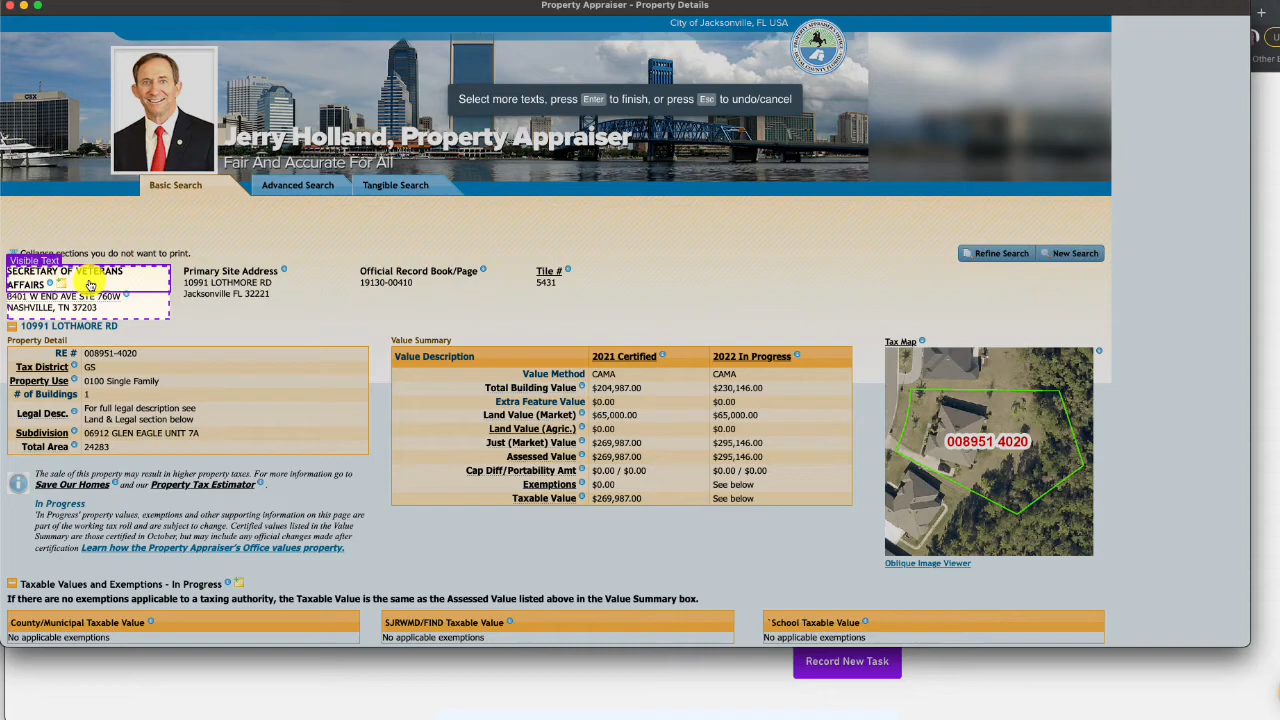 Property Appraiser - Property Details
City of Jacksonville, FL USA
CSX
Select more texts, press Enter to finish, or press Esc to undo/cancel
Jerry Holland, Property Appraiser
Fair And Accurate For All
Basic Search
Advanced Search
Tangible Search
Other
Collapse sections you do not want to print.
Refine Search
New Search
Visible Text
SECRETARY OF VETERANS
AFFAIRS
8401 W END AVE STE 760W
NASHVILLE, TN 37203
Primary Site Address
10991 LOTHMORE RD
Jacksonville FL 32221
Official Record Book/Page
19130-00410
Tile #
5431
10991 LOTHMORE RD
Property Detail
RE # 008951-4020
Tax District GS
Property Use 0100 Single Family
# of Buildings 1
Legal Desc. For full legal description see
Land & Legal section below
Subdivision 06912 GLEN EAGLE UNIT 7A
Total Area 24283
The sale of this property may result in higher property taxes. For more information go to
Save Our Homes and our Property Tax Estimator .
In Progress
'In Progress' property values, exemptions and other supporting information on this page are
part of the working tax roll and are subject to change. Certified values listed in the Value
Summary are those certified in October, but may include any official changes made after
certification Learn how the Property Appraiser's Office values property.
Value Summary
Value Description 2021 Certified 2022 In Progress
Value Method CAMA CAMA
Total Building Value $204,987.00 $230,146.00
Extra Feature Value $0.00 $0.00
Land Value (Market) $65,000.00 $65,000.00
Land Value (Agric.) $0.00 $0.00
Just (Market) Value $269,987.00 $295,146.00
Assessed Value $269,987.00 $295,146.00
Cap Diff/Portability Amt $0.00 / $0.00 $0.00 / $0.00
Exemptions $0.00 See below
Taxable Value $269,987.00 See below
Tax Map
008951 4020
Oblique Image Viewer
Taxable Values and Exemptions - In Progress
If there are no exemptions applicable to a taxing authority, the Taxable Value is the same as the Assessed Value listed above in the Value Summary box.
County/Municipal Taxable Value
No applicable exemptions
SJRWMD/FIND Taxable Value
No applicable exemptions
`School Taxable Value
No applicable exemptions
Record New Task